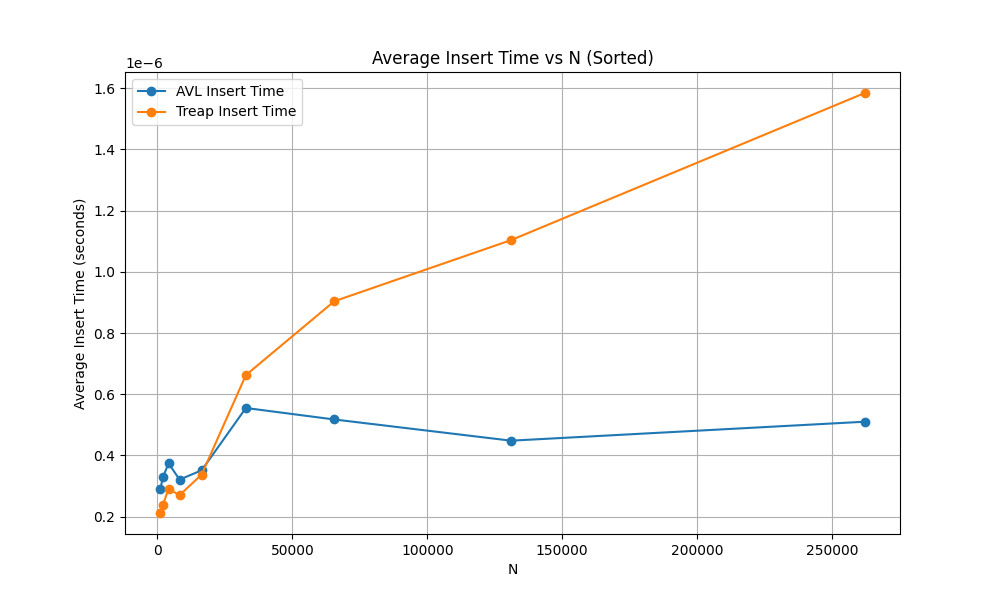 Average Insert Time vs N (Sorted)
1e−6
AVL Insert Time
Treap Insert Time
1.6
1.4
1.2
1.0
0.8
0.6
0.4
0.2
Average Insert Time (seconds)
0 50000 100000 150000 200000 250000
N